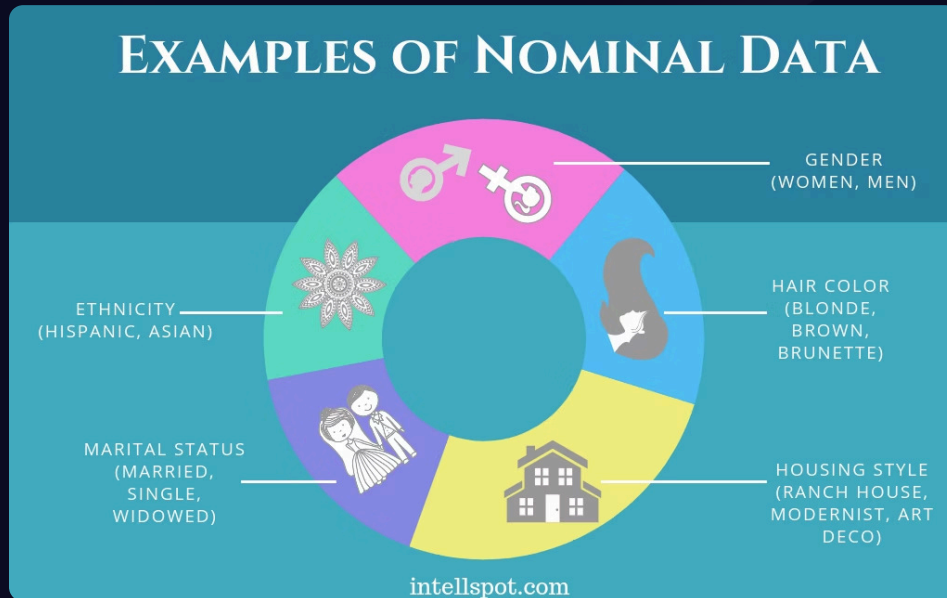 EXAMPLES OF NOMINAL DATA
GENDER
(WOMEN, MEN)
HAIR COLOR
(BLONDE,
BROWN,
BRUNETTE)
ETHNICITY
(HISPANIC, ASIAN)
MARITAL STATUS
(MARRIED,
SINGLE,
WIDOWED)
HOUSING STYLE
(RANCH HOUSE,
MODERNIST, ART
DECO)
intellspot.com